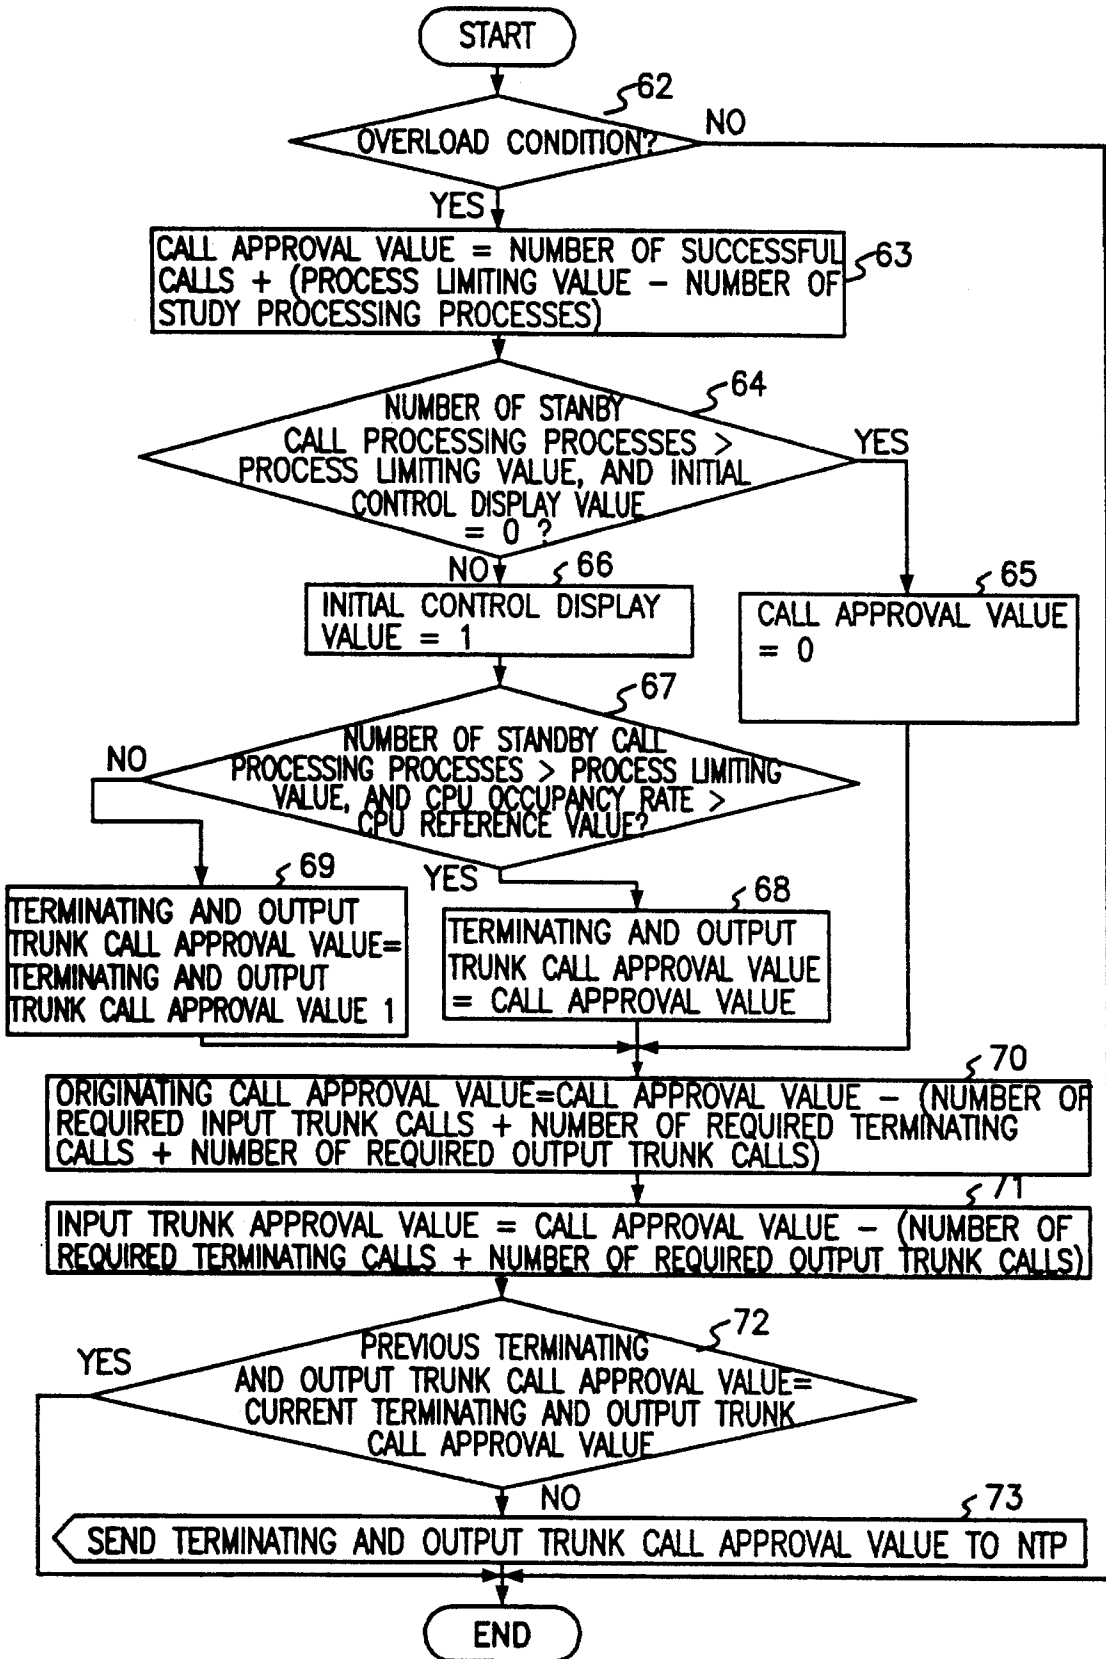 START
62
OVERLOAD CONDITION?
NO
YES
CALL APPROVAL VALUE = NUMBER OF SUCCESSFUL
CALLS + (PROCESS LIMITING VALUE - NUMBER OF
STUDY PROCESSING PROCESSES)
63
64
NUMBER OF STANBY
CALL PROCESSING PROCESSES >
PROCESS LIMITING VALUE, AND INITIAL
CONTROL DISPLAY VALUE
= 0 ?
YES
NO
66
INITIAL CONTROL DISPLAY
VALUE = 1
65
CALL APPROVAL VALUE
= 0
67
NUMBER OF STANDBY CALL
PROCESSING PROCESSES > PROCESS LIMITING
VALUE, AND CPU OCCUPANCY RATE >
CPU REFERENCE VALUE?
NO
YES
69
TERMINATING AND OUTPUT
TRUNK CALL APPROVAL VALUE=
TERMINATING AND OUTPUT
TRUNK CALL APPROVAL VALUE 1
68
TERMINATING AND OUTPUT
TRUNK CALL APPROVAL VALUE
= CALL APPROVAL VALUE
70
ORIGINATING CALL APPROVAL VALUE=CALL APPROVAL VALUE - (NUMBER OF
REQUIRED INPUT TRUNK CALLS + NUMBER OF REQUIRED TERMINATING
CALLS + NUMBER OF REQUIRED OUTPUT TRUNK CALLS)
71
INPUT TRUNK APPROVAL VALUE = CALL APPROVAL VALUE - (NUMBER OF
REQUIRED TERMINATING CALLS + NUMBER OF REQUIRED OUTPUT TRUNK CALLS)
72
PREVIOUS TERMINATING
AND OUTPUT TRUNK CALL APPROVAL VALUE=
CURRENT TERMINATING AND OUTPUT TRUNK
CALL APPROVAL VALUE
YES
NO
73
SEND TERMINATING AND OUTPUT TRUNK CALL APPROVAL VALUE TO NTP
END